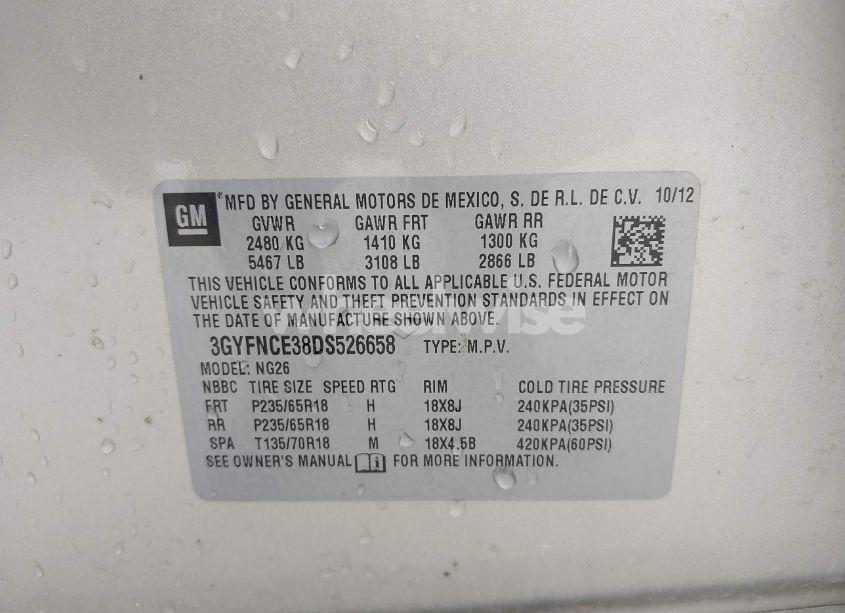 GM ® MFD BY GENERAL MOTORS DE MEXICO, S. DE R.L. DE C.V. 10/12
GVWR GAWR FRT GAWR RR
2480 KG 1410 KG 1300 KG
5467 LB 3108 LB 2866 LB
THIS VEHICLE CONFORMS TO ALL APPLICABLE U.S. FEDERAL MOTOR
VEHICLE SAFETY AND THEFT PREVENTION STANDARDS IN EFFECT ON
THE DATE OF MANUFACTURE SHOWN ABOVE.
3GYFNCE38DS526658 TYPE: M.P.V.
MODEL: NG26
NBBC TIRE SIZE SPEED RTG RIM COLD TIRE PRESSURE
FRT P235/65R18 H 18X8J 240KPA(35PSI)
RR P235/65R18 H 18X8J 240KPA(35PSI)
SPA T135/70R18 M 18X4.5B 420KPA(60PSI)
SEE OWNER'S MANUAL FOR MORE INFORMATION.